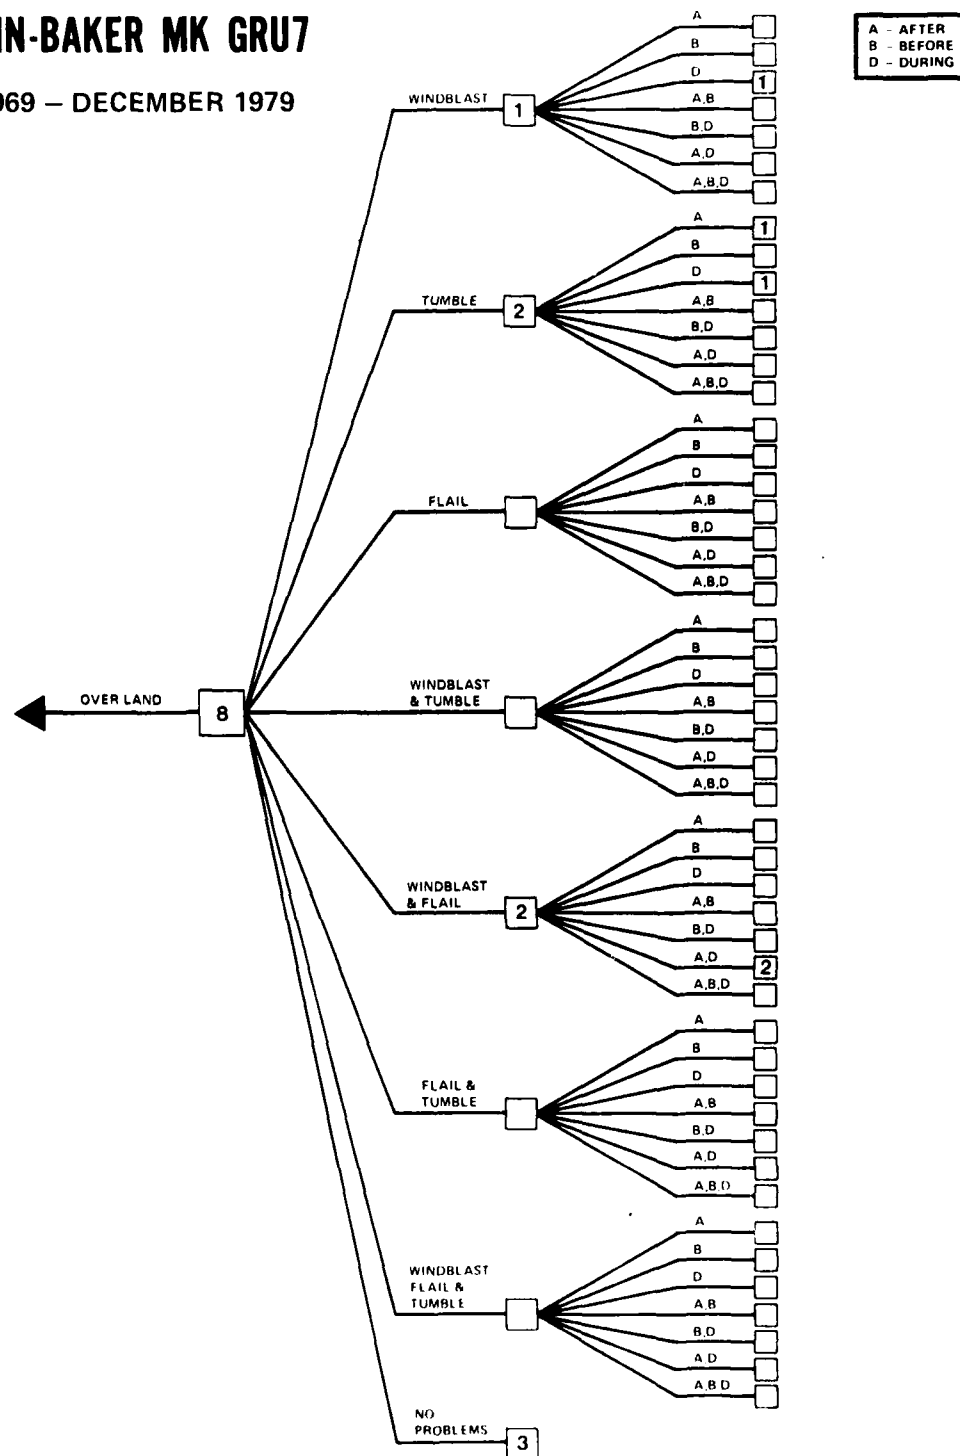 IN-BAKER MK GRU7
969 – DECEMBER 1979
A - AFTER
B - BEFORE
D - DURING
OVER LAND
8
WINDBLAST
1
A
B
D
1
A,B
B,D
A,D
A,B,D
TUMBLE
2
A
1
B
D
1
A,B
B,D
A,D
A,B,D
FLAIL
A
B
D
A,B
B,D
A,D
A,B,D
WINDBLAST
& TUMBLE
A
B
D
A,B
B,D
A,D
A,B,D
WINDBLAST
& FLAIL
2
A
B
D
A,B
B,D
A,D
2
A,B,D
FLAIL &
TUMBLE
A
B
D
A,B
B,D
A,D
A,B,D
WINDBLAST
FLAIL &
TUMBLE
A
B
D
A,B
B,D
A D
A,B D
NO
PROBLEMS
3